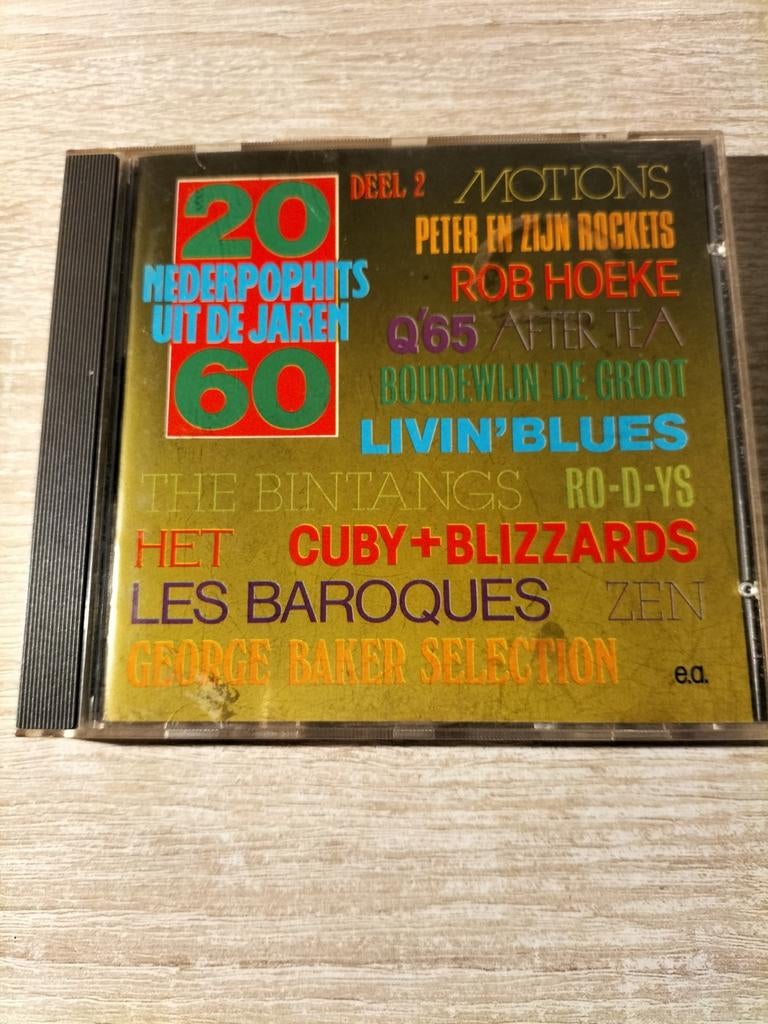 20
NEDERPOPHITS
UIT DE JAREN
60
DEEL 2
MOTIONS
PETER EN ZIJN ROCKETS
ROB HOEKE
Q'65 AFTER TEA
BOUDEWIJN DE GROOT
LIVIN' BLUES
THE BINTANGS RO-D-YS
HET CUBY+BLIZZARDS
LES BAROQUES ZEN
GEORGE BAKER SELECTION
e.a.